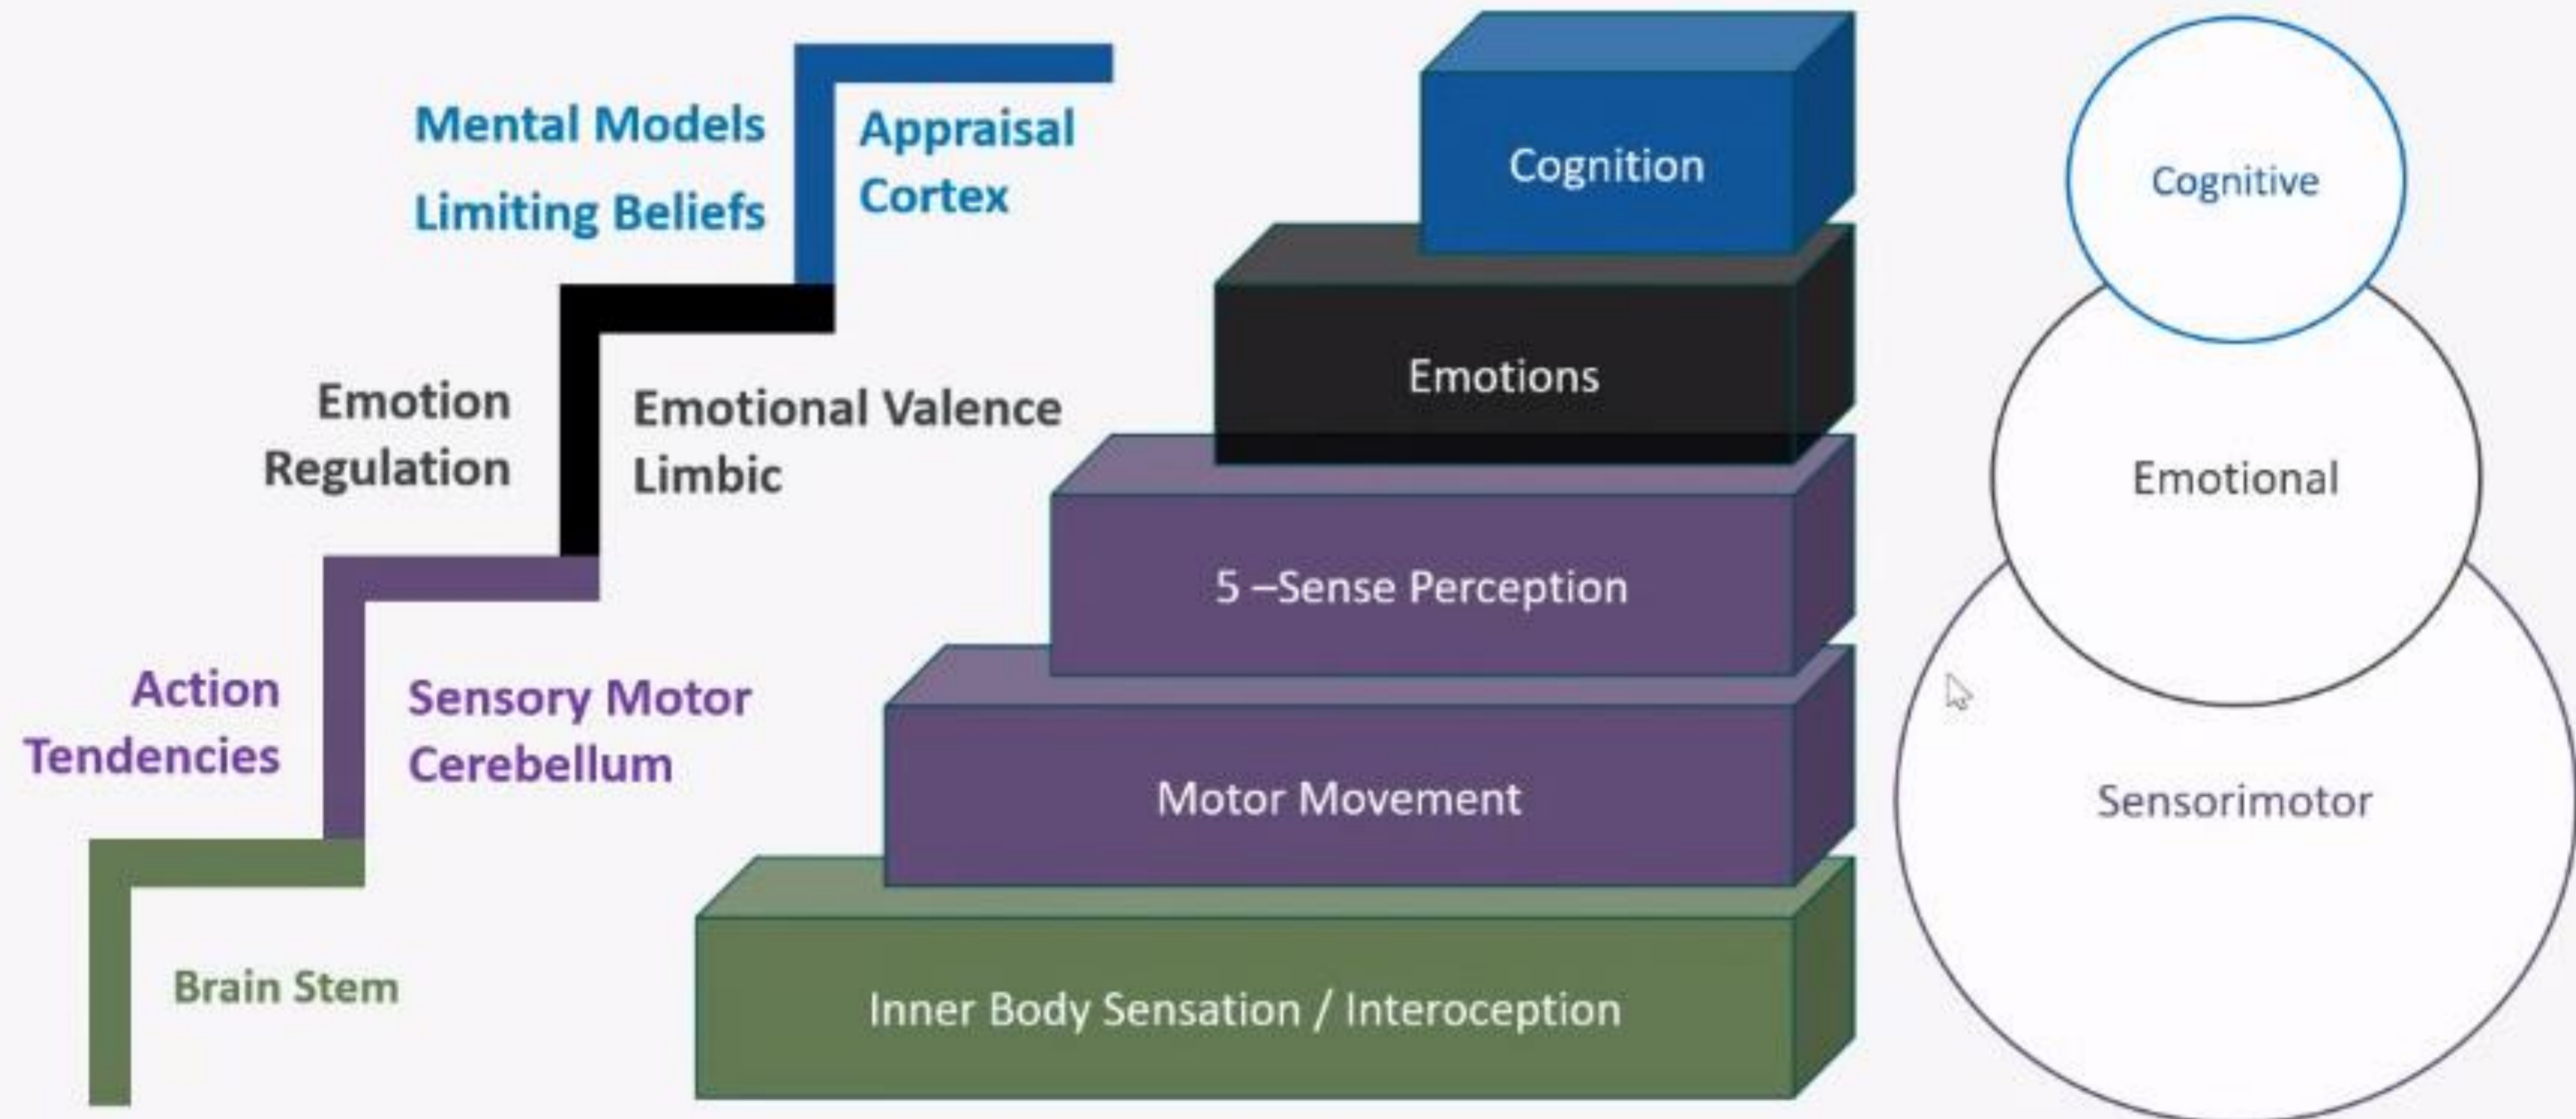 Mental Models
Limiting Beliefs
Appraisal
Cortex
Emotion
Regulation
Emotional Valence
Limbic
Action
Tendencies
Sensory Motor
Cerebellum
Brain Stem
Cognition
Emotions
5 –Sense Perception
Motor Movement
Inner Body Sensation / Interoception
Cognitive
Emotional
Sensorimotor